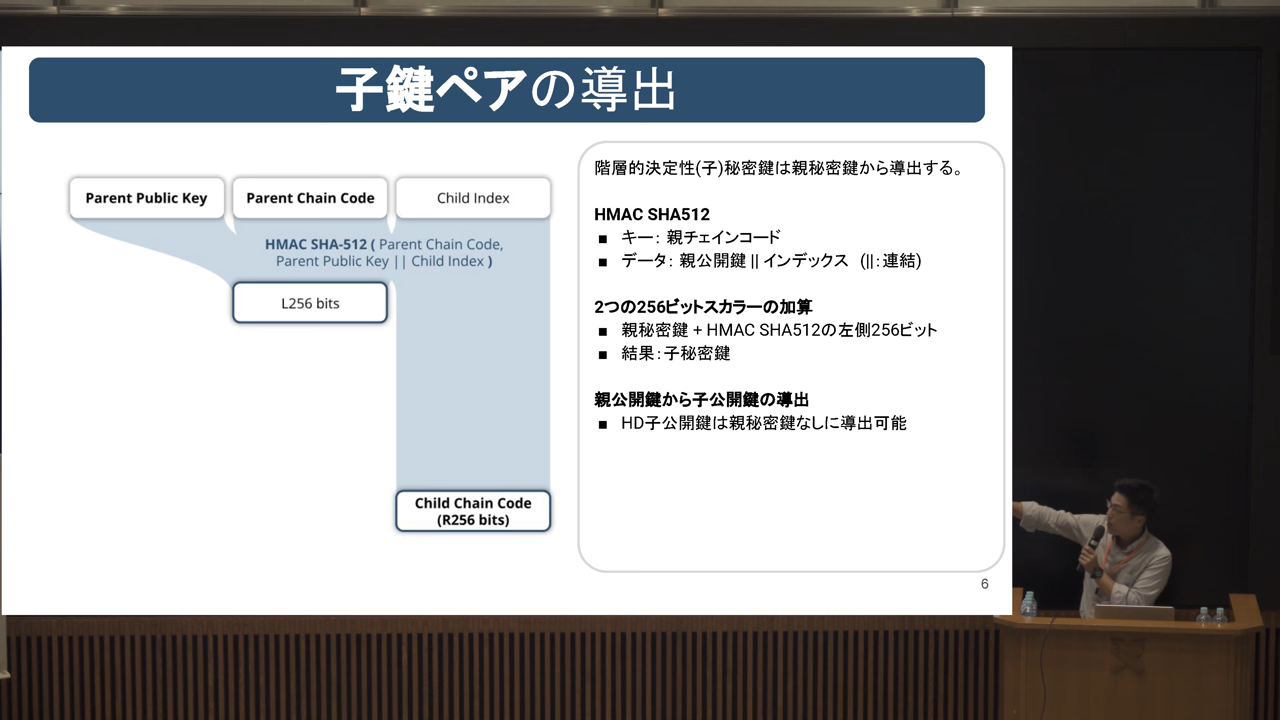 子鍵ペアの導出
Parent Public Key
Parent Chain Code
Child Index
HMAC SHA-512 ( Parent Chain Code,
Parent Public Key || Child Index )
L256 bits
Child Chain Code
(R256 bits)
階層的決定性(子)秘密鍵は親秘密鍵から導出する。
HMAC SHA512
■ キー: 親チェインコード
■ データ: 親公開鍵 || インデックス (||:連結)
2つの256ビットスカラーの加算
■ 親秘密鍵 + HMAC SHA512の左側256ビット
■ 結果:子秘密鍵
親公開鍵から子公開鍵の導出
■ HD子公開鍵は親秘密鍵なしに導出可能
6